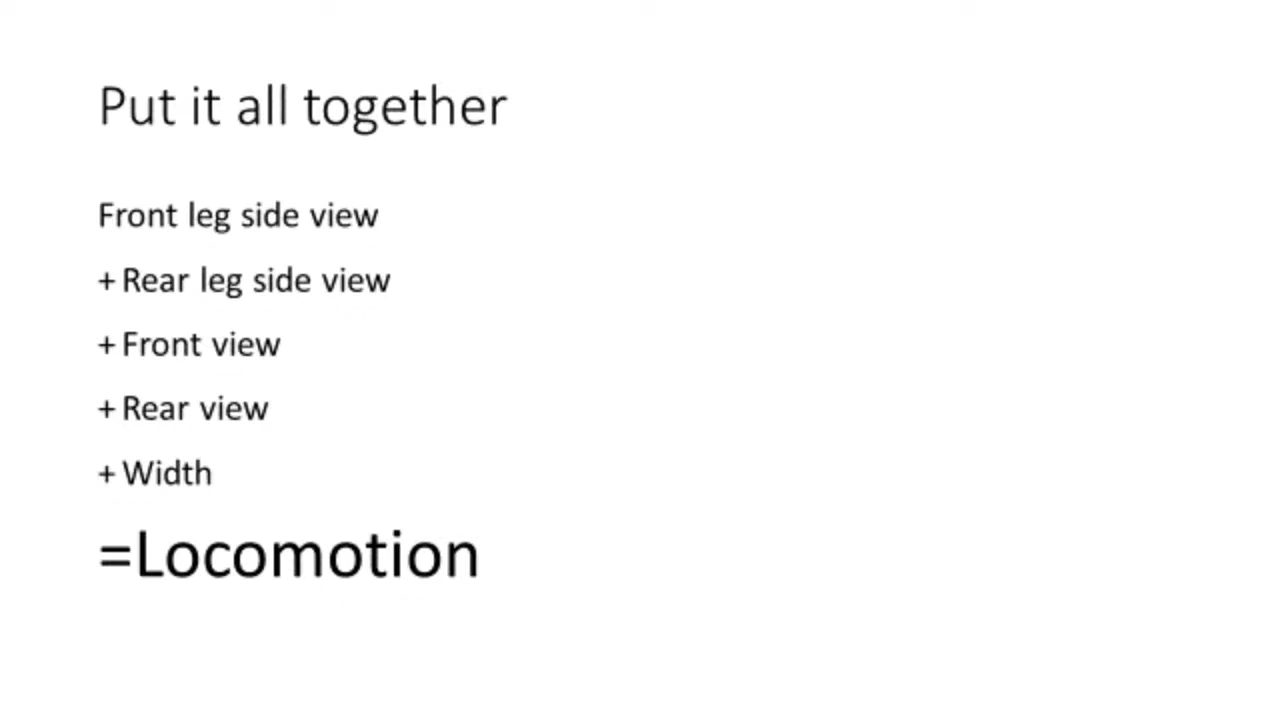 Put it all together
Front leg side view
+ Rear leg side view
+ Front view
+ Rear view
+ Width
=Locomotion